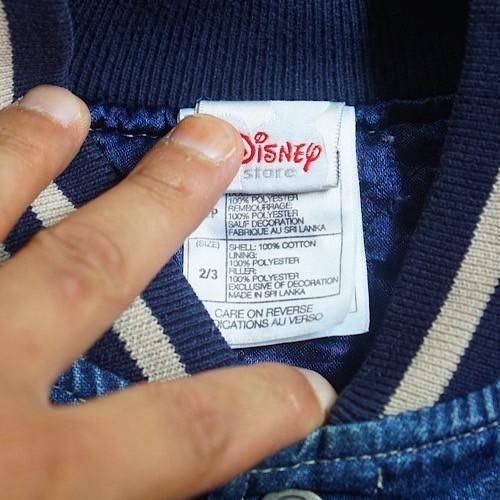 Disney
store
100% POLYESTER
REMBOURRAGE:
100% POLYESTER
SAUF DECORATION
FABRIQUE AU SRI LANKA
(SIZE)
2/3
SHELL: 100% COTTON
LINING:
100% POLYESTER
FILLER:
100% POLYESTER
EXCLUSIVE OF DECORATION
MADE IN SRI LANKA
CARE ON REVERSE
AU VERSO